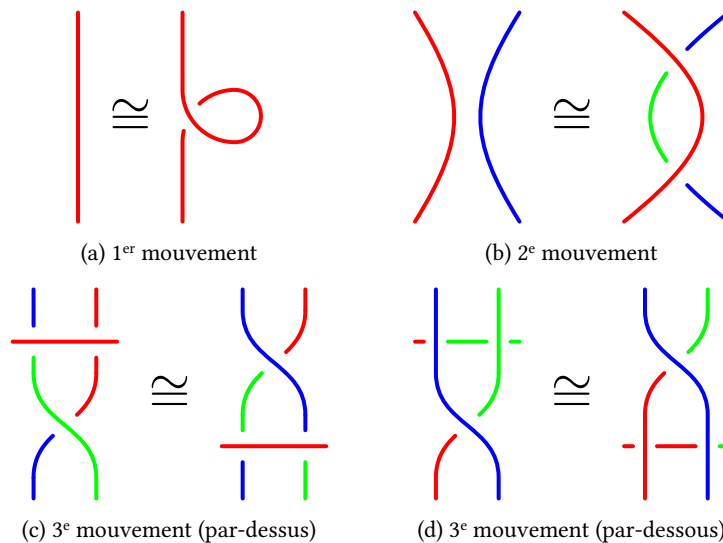 ≅ ≅
(a) 1er mouvement (b) 2e mouvement
≅ ≅
(c) 3e mouvement (par-dessus) (d) 3e mouvement (par-dessous)